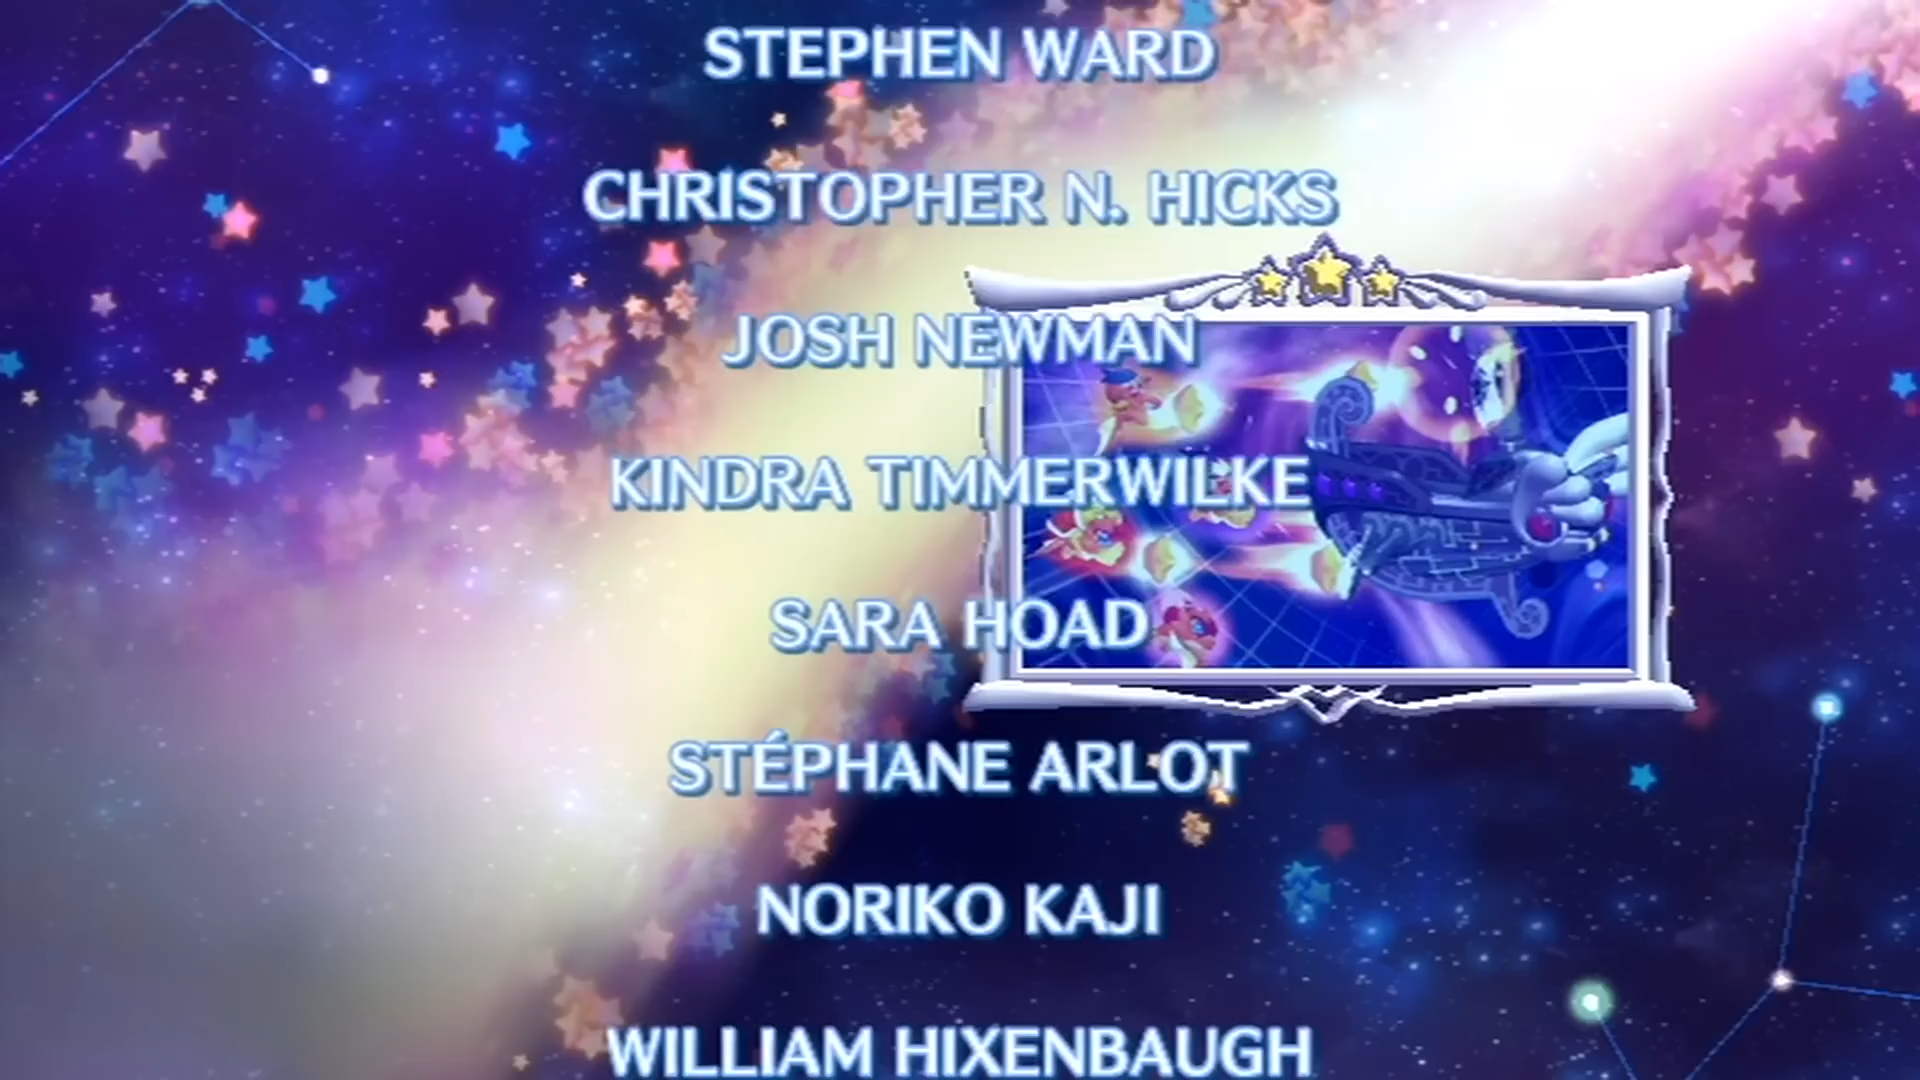 STEPHEN WARD
CHRISTOPHER N. HICKS
JOSH NEWMAN
KINDRA TIMMERWILKE
SARA HOAD
STÉPHANE ARLOT
NORIKO KAJI
WILLIAM HIXENBAUGH